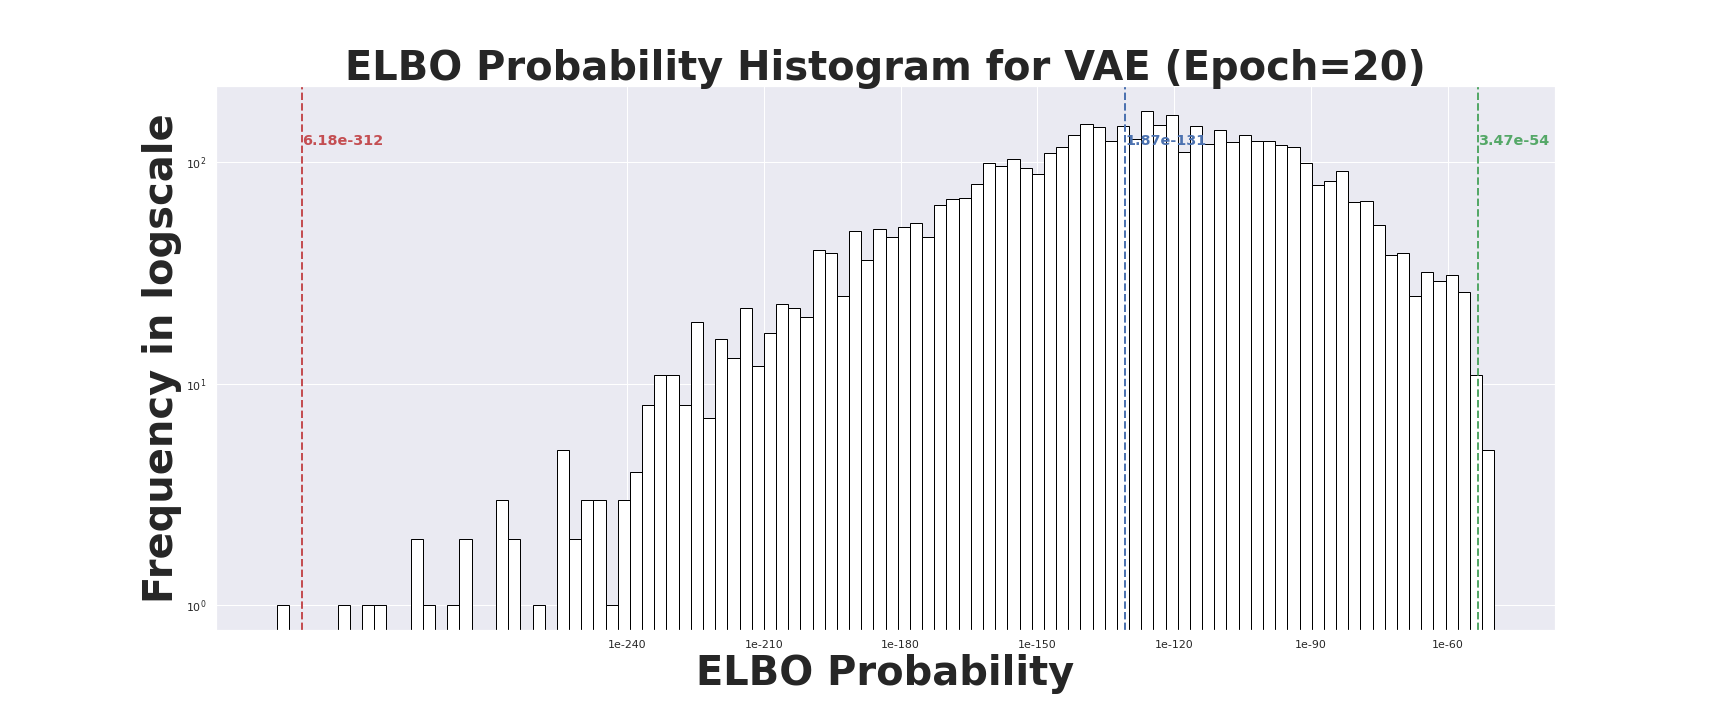 ELBO Probability Histogram for VAE (Epoch=20)
Frequency in logscale
10²
10¹
10⁰
6.18e-312
1.87e-131
3.47e-54
1e-240
1e-210
1e-180
1e-150
1e-120
1e-90
1e-60
ELBO Probability